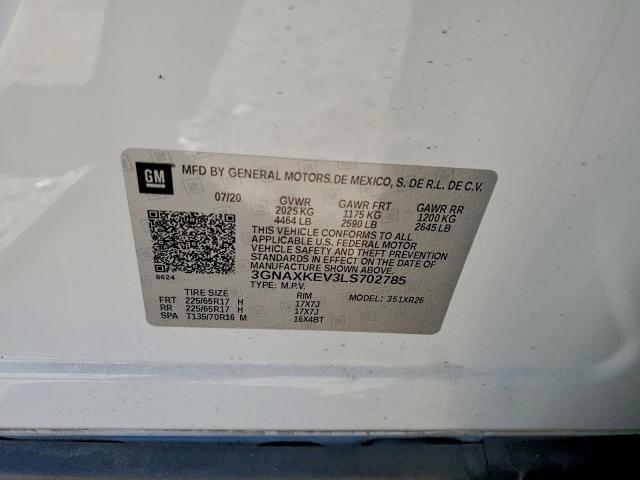 GM
MFD BY GENERAL MOTORS.DE MEXICO, S. DE R.L. DE C.V.
07/20 GVWR GAWR FRT GAWR RR
2025 KG 1175 KG 1200 KG
4464 LB 2590 LB 2645 LB
THIS VEHICLE CONFORMS TO ALL
APPLICABLE U.S. FEDERAL MOTOR
VEHICLE SAFETY AND THEFT PREVENTION
STANDARDS IN EFFECT ON THE DATE OF
MANUFACTURE SHOWN ABOVE.
8624 3GNAXKEV3LS702785
TYPE: M.P.V. MODEL: 351XR26
TIRE SIZE RIM
FRT 225/65R17 H 17X7J
RR 225/65R17 H 17X7J
SPA T135/70R16 M 16X4BT